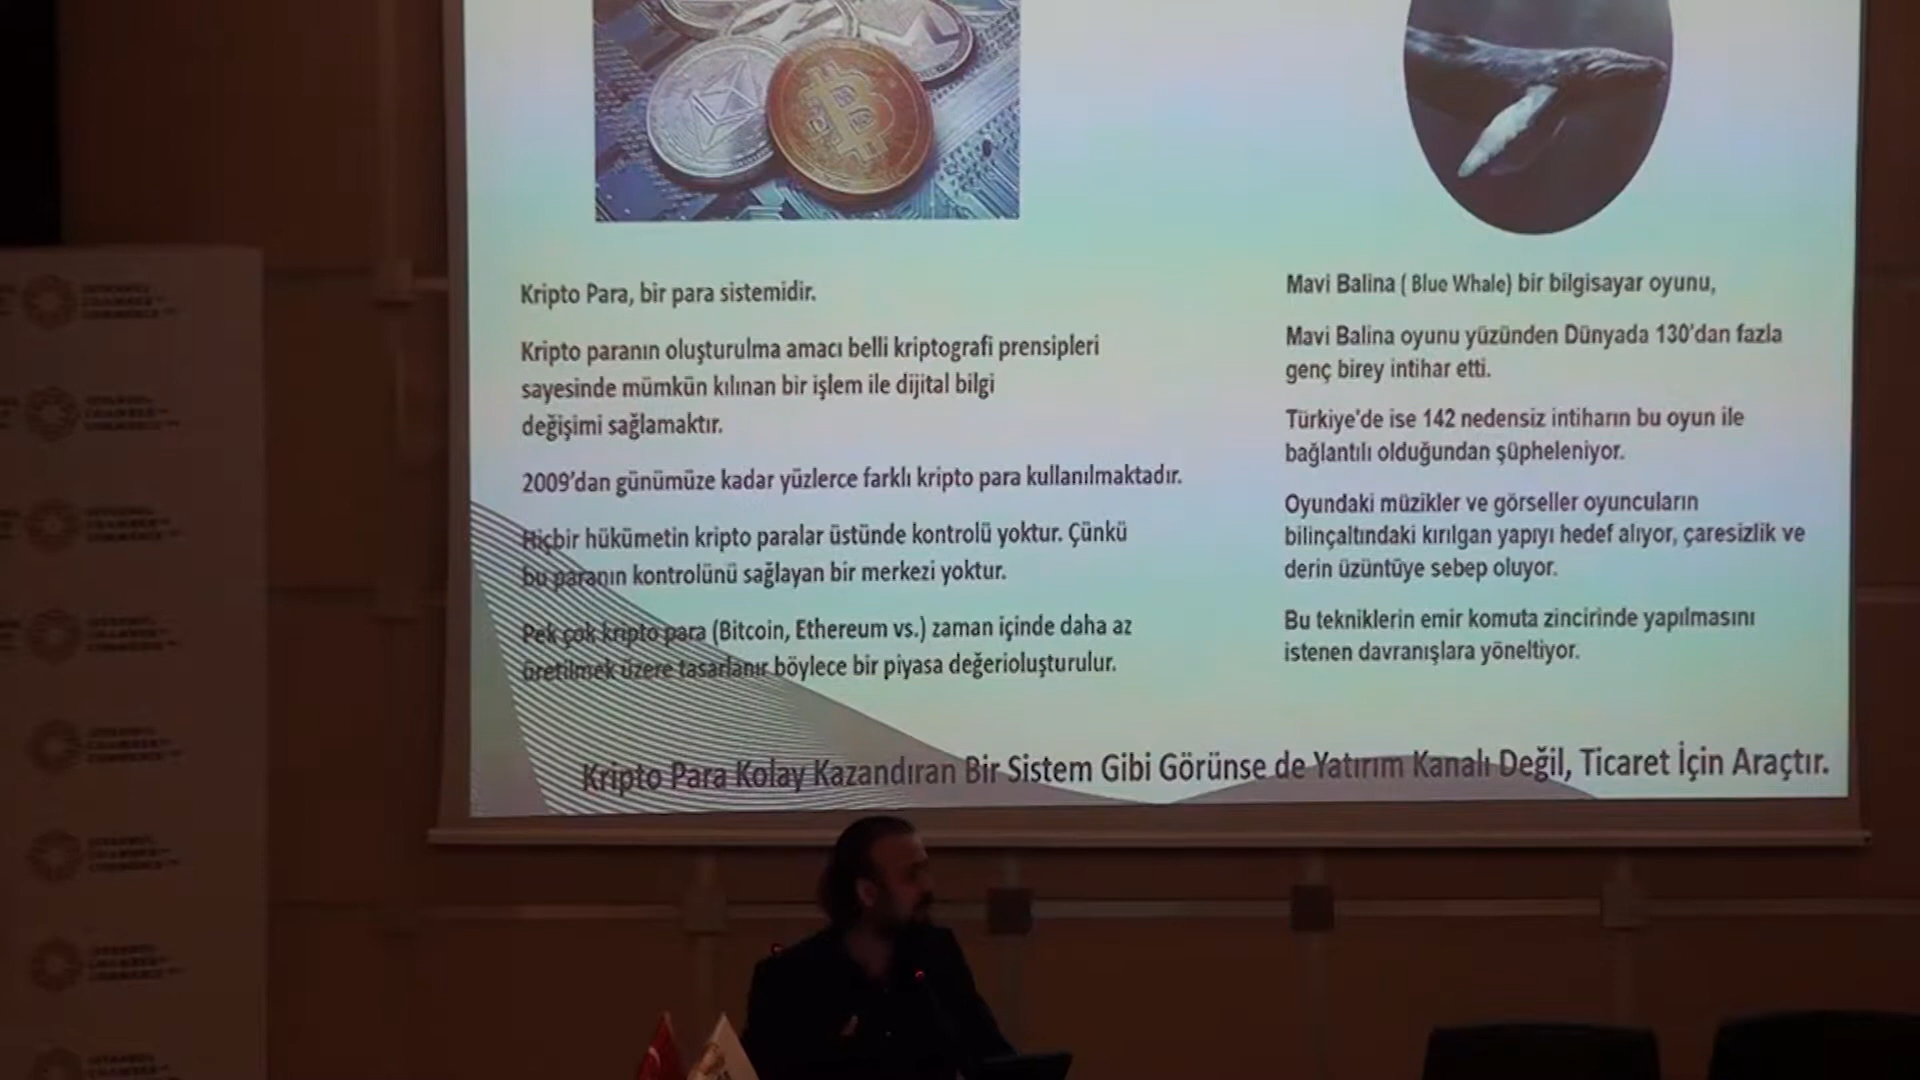 Kripto Para, bir para sistemidir.
Kripto paranın oluşturulma amacı belli kriptografi prensipleri
sayesinde mümkün kılınan bir işlem ile dijital bilgi
değişimi sağlamaktır.
2009'dan günümüze kadar yüzlerce farklı kripto para kullanılmaktadır.
Hiçbir hükümetin kripto paralar üstünde kontrolü yoktur. Çünkü
bu paranın kontrolünü sağlayan bir merkezi yoktur.
Pek çok kripto para (Bitcoin, Ethereum vs.) zaman içinde daha az
üretilmek üzere tasarlanır böylece bir piyasa değerioluşturulur.
Mavi Balina ( Blue Whale) bir bilgisayar oyunu,
Mavi Balina oyunu yüzünden Dünyada 130'dan fazla
genç birey intihar etti.
Türkiye'de ise 142 nedensiz intiharın bu oyun ile
bağlantılı olduğundan şüpheleniyor.
Oyundaki müzikler ve görseller oyuncuların
bilinçaltındaki kırılgan yapıyı hedef alıyor, çaresizlik ve
derin üzüntüye sebep oluyor.
Bu tekniklerin emir komuta zincirinde yapılmasını
istenen davranışlara yöneltiyor.
Kripto Para Kolay Kazandıran Bir Sistem Gibi Görünse de Yatırım Kanalı Değil, Ticaret İçin Araçtır.